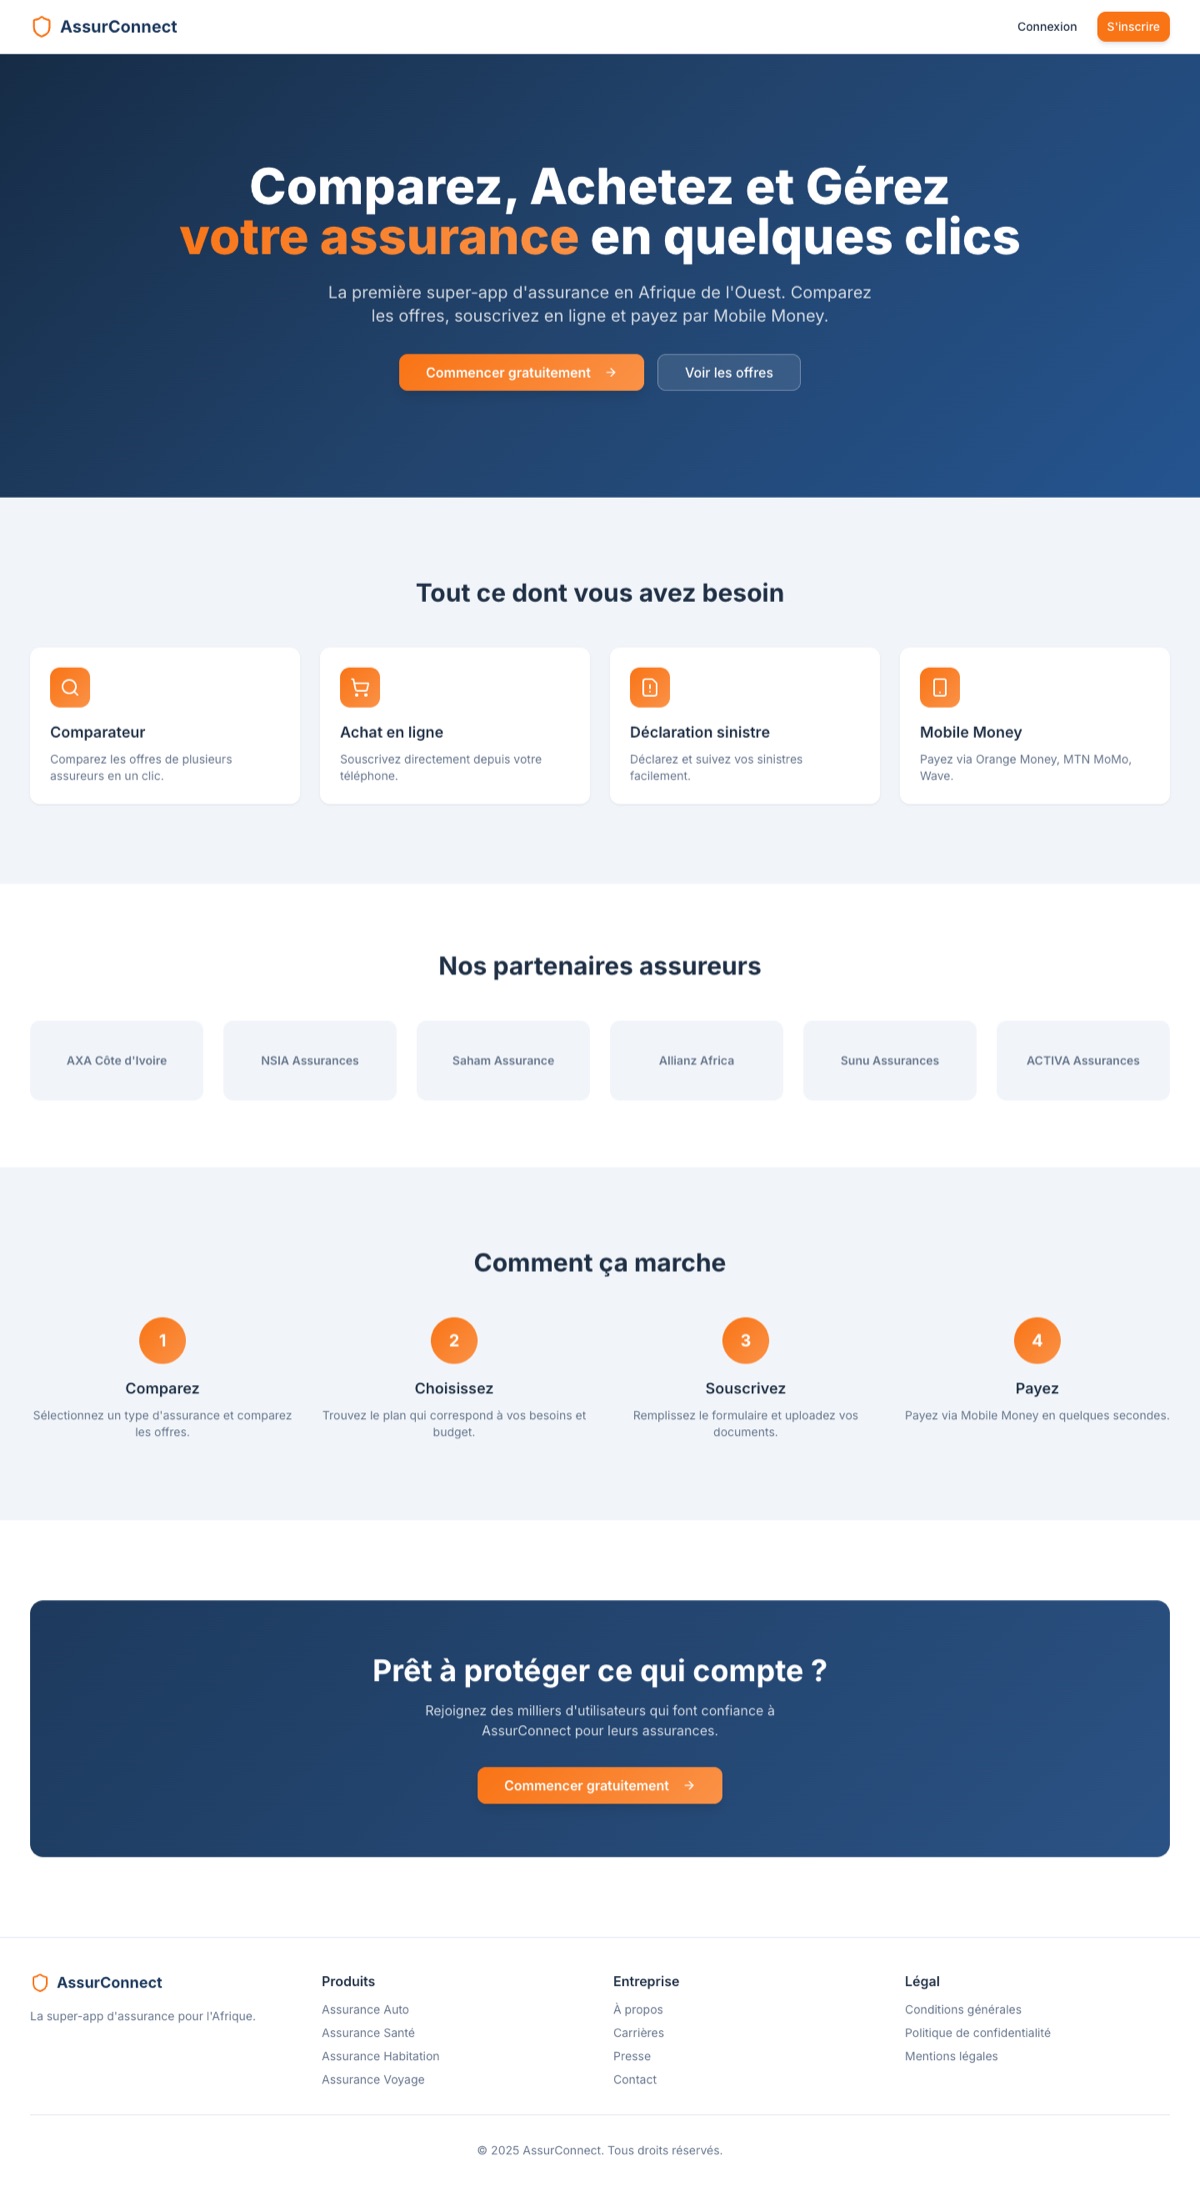 AssurConnect
Connexion
S'inscrire
Comparez, Achetez et Gérez
votre assurance en quelques clics
La première super-app d'assurance en Afrique de l'Ouest. Comparez
les offres, souscrivez en ligne et payez par Mobile Money.
Commencer gratuitement →
Voir les offres
Tout ce dont vous avez besoin
Comparateur
Comparez les offres de plusieurs
assureurs en un clic.
Achat en ligne
Souscrivez directement depuis votre
téléphone.
Déclaration sinistre
Déclarez et suivez vos sinistres
facilement.
Mobile Money
Payez via Orange Money, MTN MoMo,
Wave.
Nos partenaires assureurs
AXA Côte d'Ivoire
NSIA Assurances
Saham Assurance
Allianz Africa
Sunu Assurances
ACTIVA Assurances
Comment ça marche
1
Comparez
Sélectionnez un type d'assurance et comparez
les offres.
2
Choisissez
Trouvez le plan qui correspond à vos besoins et
budget.
3
Souscrivez
Remplissez le formulaire et uploadez vos
documents.
4
Payez
Payez via Mobile Money en quelques secondes.
Prêt à protéger ce qui compte ?
Rejoignez des milliers d'utilisateurs qui font confiance à
AssurConnect pour leurs assurances.
Commencer gratuitement →
AssurConnect
La super-app d'assurance pour l'Afrique.
Produits
Assurance Auto
Assurance Santé
Assurance Habitation
Assurance Voyage
Entreprise
À propos
Carrières
Presse
Contact
Légal
Conditions générales
Politique de confidentialité
Mentions légales
© 2025 AssurConnect. Tous droits réservés.